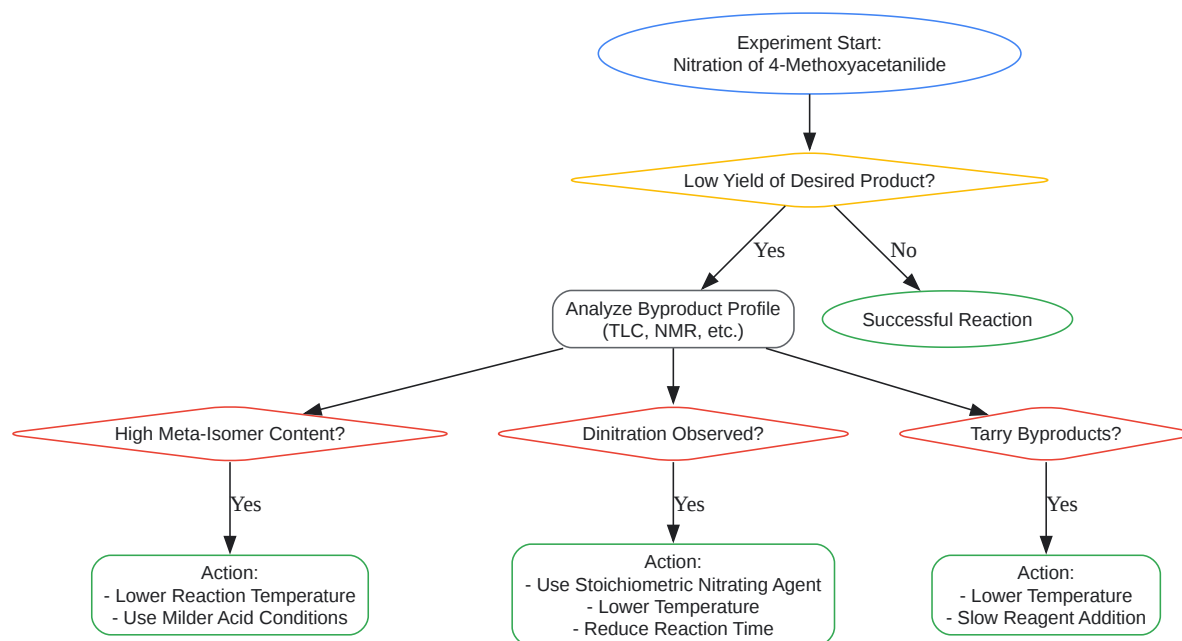 Experiment Start:
Nitration of 4-Methoxyacetanilide
Low Yield of Desired Product?
Yes
No
Analyze Byproduct Profile
(TLC, NMR, etc.)
Successful Reaction
High Meta-Isomer Content?
Dinitration Observed?
Tarry Byproducts?
Yes
Yes
Yes
Action:
- Lower Reaction Temperature
- Use Milder Acid Conditions
Action:
- Use Stoichiometric Nitrating Agent
- Lower Temperature
- Reduce Reaction Time
Action:
- Lower Temperature
- Slow Reagent Addition